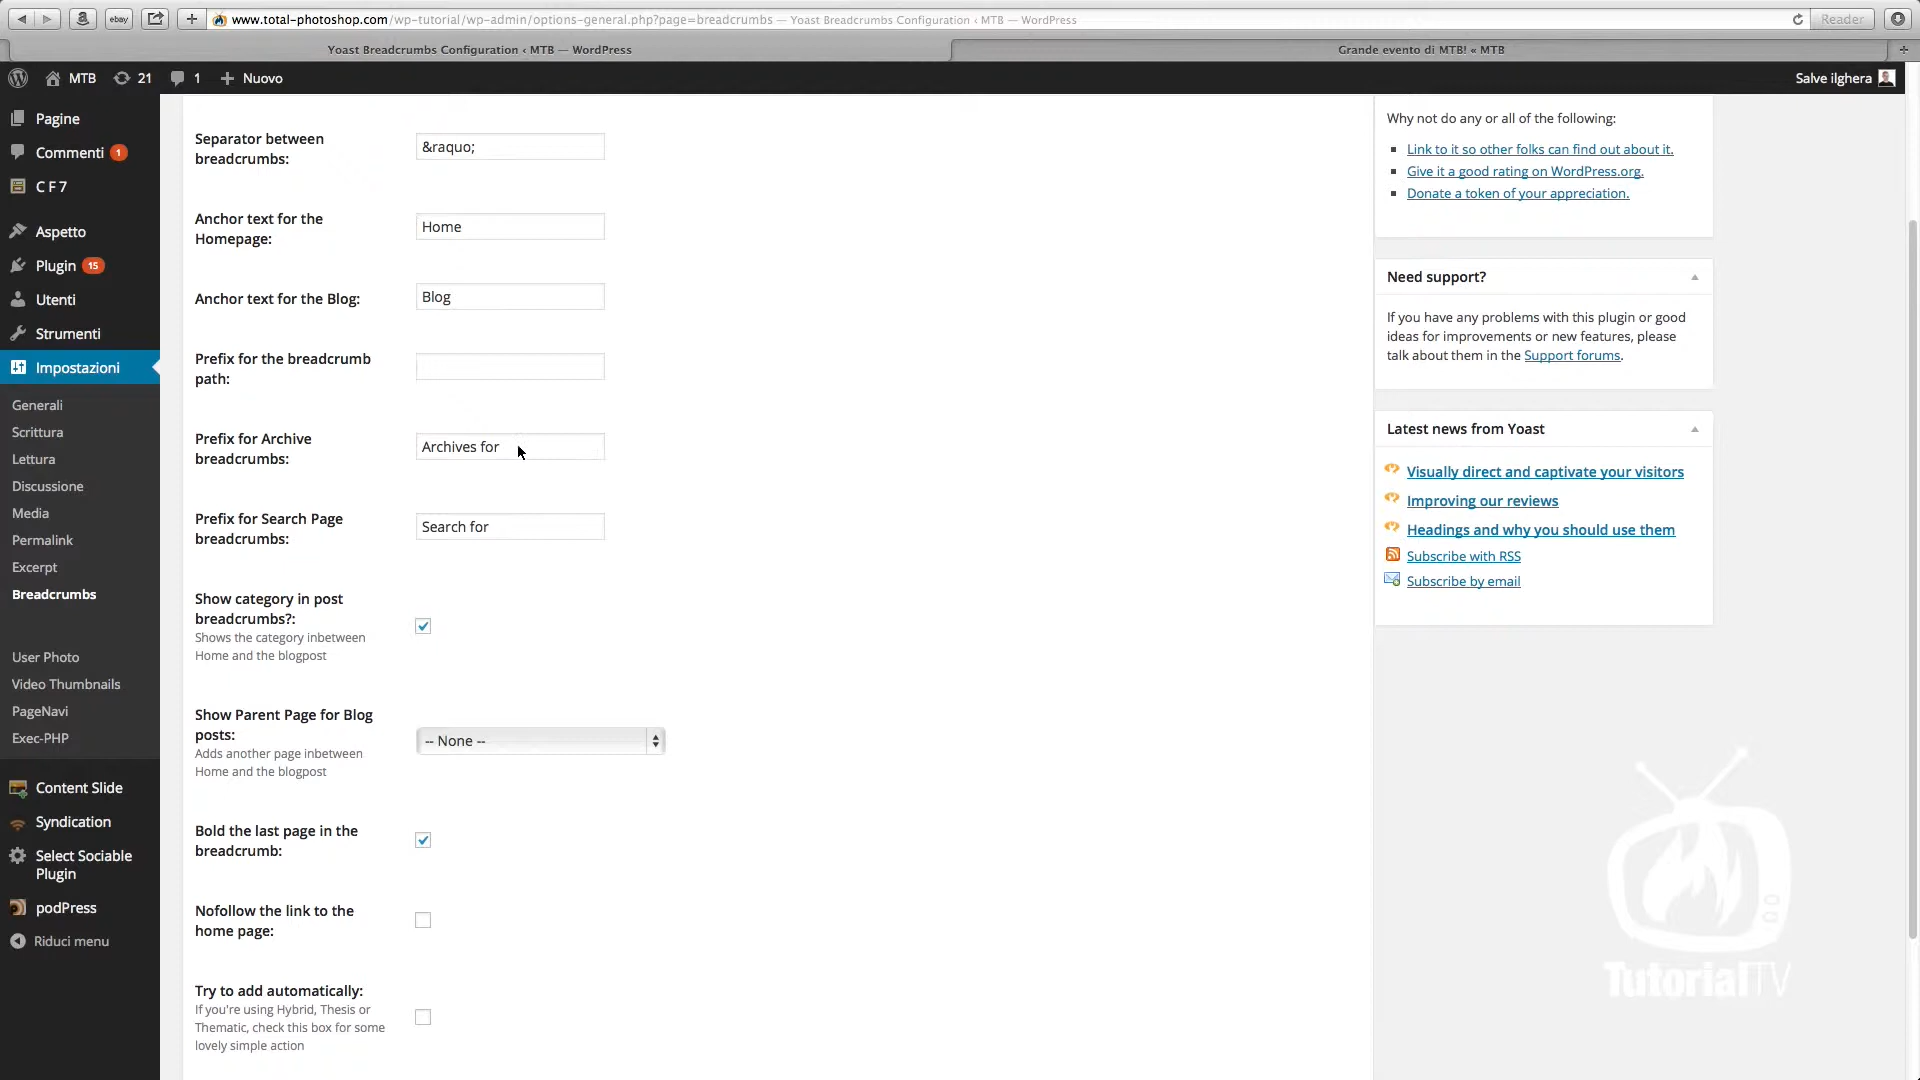 ebay
www.total-photoshop.com/wp-tutorial/wp-admin/options-general.php?page=breadcrumbs — Yoast Breadcrumbs Configuration ‹ MTB — WordPress
Reader
Yoast Breadcrumbs Configuration ‹ MTB — WordPress
Grande evento di MTB! « MTB
MTB
21
1
+ Nuovo
Salve ilghera
Pagine
Commenti 1
C F 7
Aspetto
Plugin 15
Utenti
Strumenti
Impostazioni
Generali
Scrittura
Lettura
Discussione
Media
Permalink
Excerpt
Breadcrumbs
User Photo
Video Thumbnails
PageNavi
Exec-PHP
Content Slide
Syndication
Select Sociable
Plugin
podPress
Riduci menu
Separator between
breadcrumbs:
&raquo;
Anchor text for the
Homepage:
Home
Anchor text for the Blog:
Blog
Prefix for the breadcrumb
path:
Prefix for Archive
breadcrumbs:
Archives for
Prefix for Search Page
breadcrumbs:
Search for
Show category in post
breadcrumbs?:
Shows the category inbetween
Home and the blogpost
Show Parent Page for Blog
posts:
Adds another page inbetween
Home and the blogpost
-- None --
Bold the last page in the
breadcrumb:
Nofollow the link to the
home page:
Try to add automatically:
If you're using Hybrid, Thesis or
Thematic, check this box for some
lovely simple action
Why not do any or all of the following:
Link to it so other folks can find out about it.
Give it a good rating on WordPress.org.
Donate a token of your appreciation.
Need support?
If you have any problems with this plugin or good
ideas for improvements or new features, please
talk about them in the Support forums.
Latest news from Yoast
Visually direct and captivate your visitors
Improving our reviews
Headings and why you should use them
Subscribe with RSS
Subscribe by email
TutorialTV